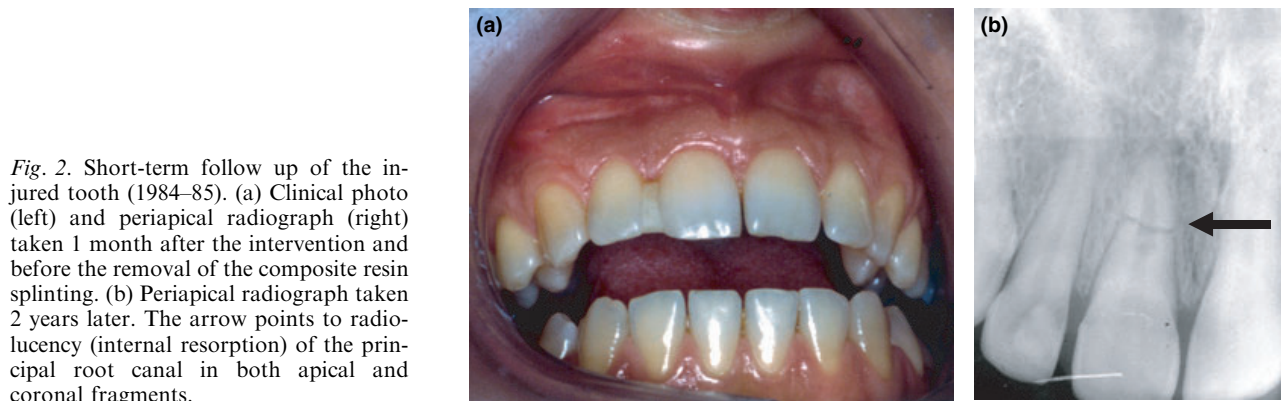 Fig. 2. Short-term follow up of the in-
jured tooth (1984–85). (a) Clinical photo
(left) and periapical radiograph (right)
taken 1 month after the intervention and
before the removal of the composite resin
splinting. (b) Periapical radiograph taken
2 years later. The arrow points to radio-
lucency (internal resorption) of the prin-
cipal root canal in both apical and
coronal fragments.
(a)
(b)